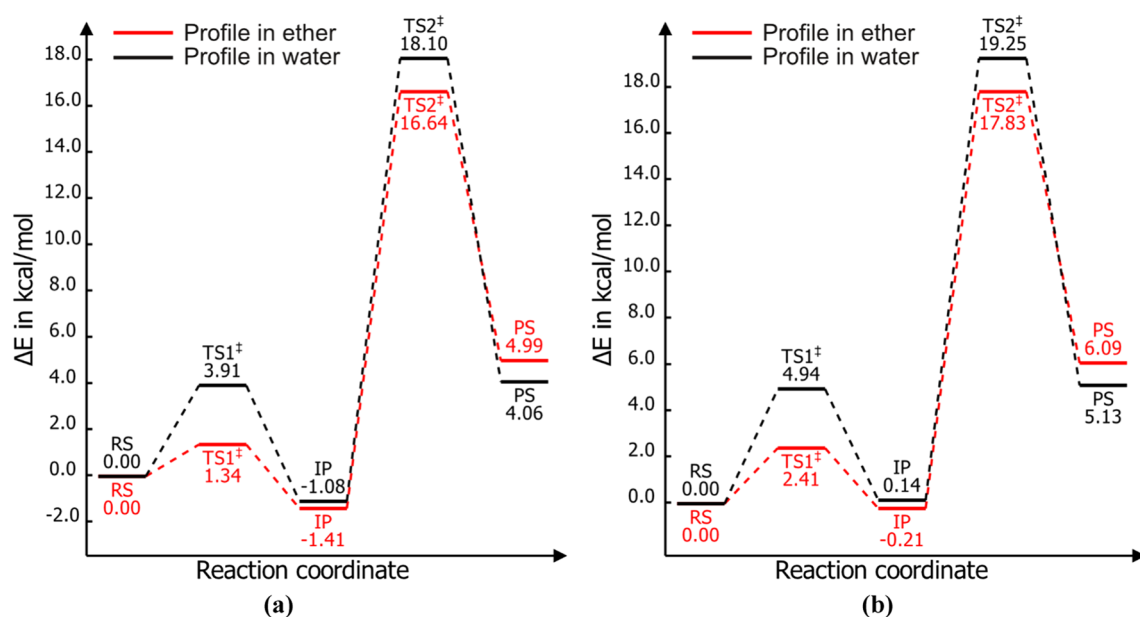 Profile in ether
Profile in water
18.0
16.0
14.0
12.0
10.0
8.0
6.0
4.0
2.0
0.0
-2.0
ΔE in kcal/mol
RS
0.00
RS
0.00
TS1‡
3.91
TS1‡
1.34
IP
-1.08
IP
-1.41
TS2‡
18.10
TS2‡
16.64
PS
4.99
PS
4.06
Reaction coordinate
(a)
Profile in ether
Profile in water
18.0
16.0
14.0
12.0
10.0
8.0
6.0
4.0
2.0
0.0
ΔE in kcal/mol
RS
0.00
RS
0.00
TS1‡
4.94
TS1‡
2.41
IP
0.14
IP
-0.21
TS2‡
19.25
TS2‡
17.83
PS
6.09
PS
5.13
Reaction coordinate
(b)